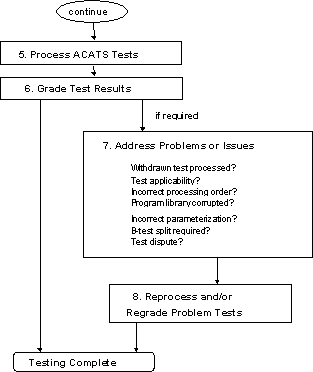 continue
5. Process ACATS Tests
6. Grade Test Results
if required
7. Address Problems or Issues
Withdrawn test processed?
Test applicability?
Incorrect processing order?
Program library corrupted?
Incorrect parameterization?
B-test split required?
Test dispute?
8. Reprocess and/or
Regrade Problem Tests
Testing Complete